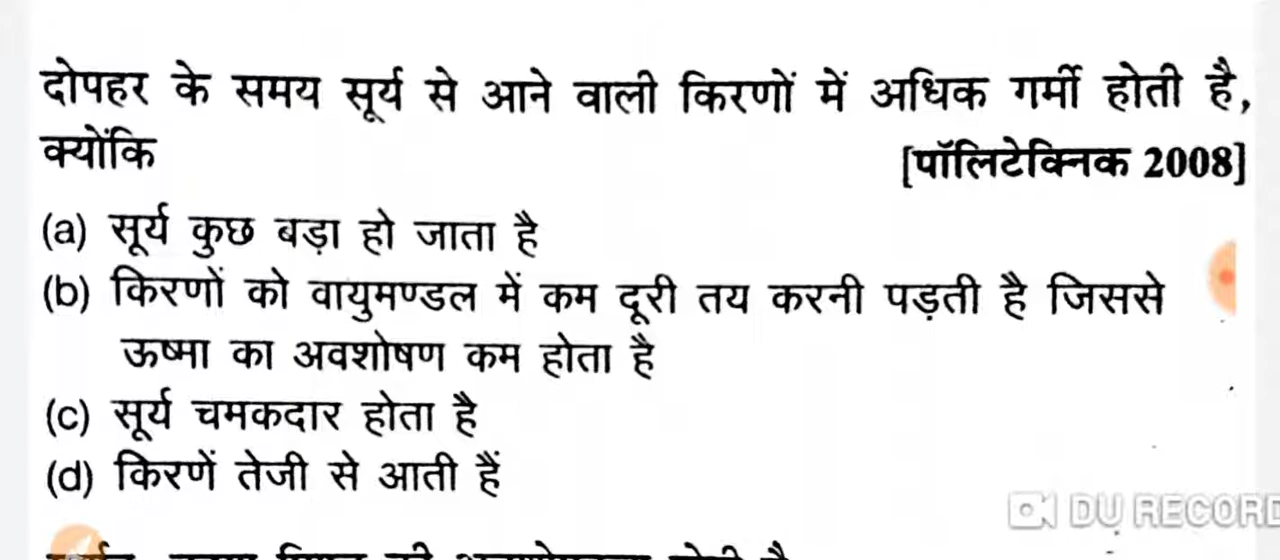 दोपहर के समय सूर्य से आने वाली किरणों में अधिक गर्मी होती है,
क्योंकि [पॉलिटेक्निक 2008]
(a) सूर्य कुछ बड़ा हो जाता है
(b) किरणों को वायुमण्डल में कम दूरी तय करनी पड़ती है जिससे
ऊष्मा का अवशोषण कम होता है
(c) सूर्य चमकदार होता है
(d) किरणें तेजी से आती हैं
DU RECORD